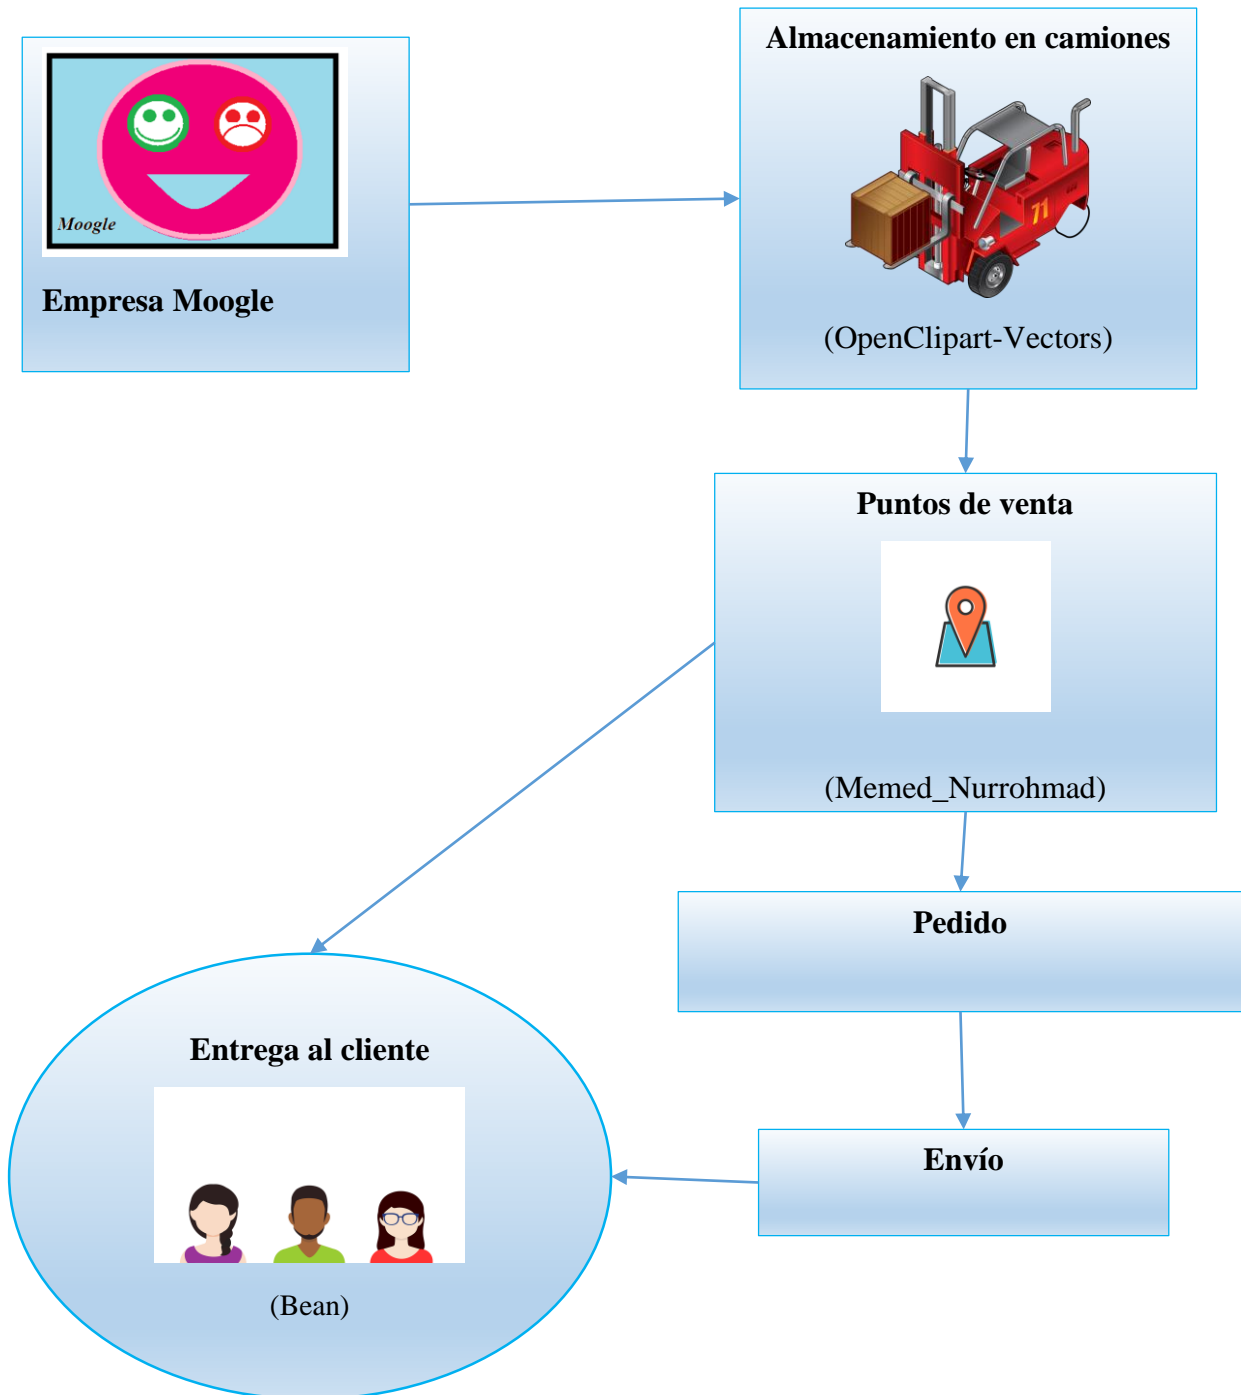 Moogle
Empresa Moogle
Almacenamiento en camiones
71
(OpenClipart-Vectors)
Puntos de venta
(Memed_Nurrohmad)
Pedido
Entrega al cliente
(Bean)
Envío